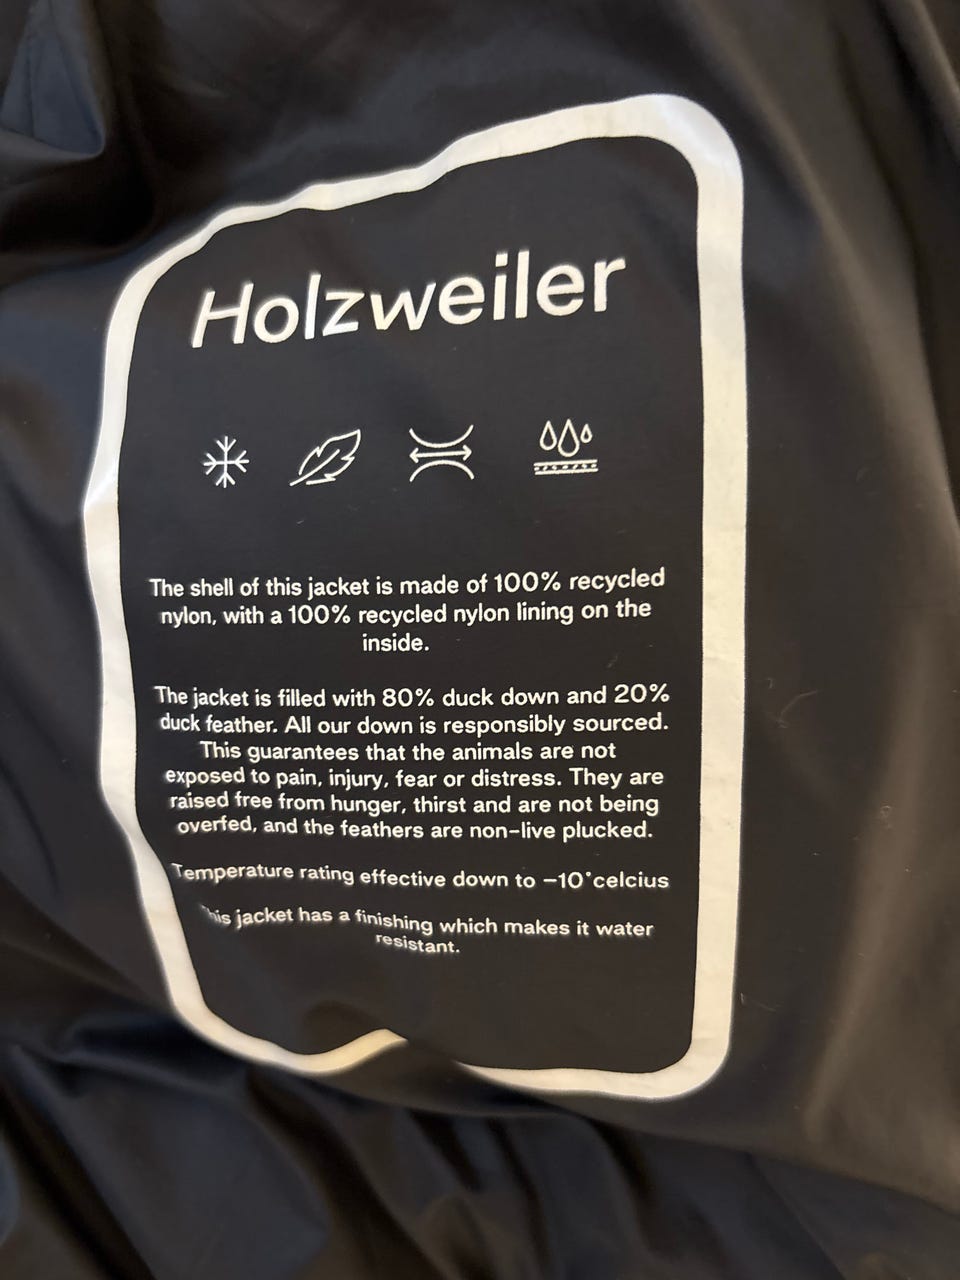 Holzweiler
The shell of this jacket is made of 100% recycled
nylon, with a 100% recycled nylon lining on the
inside.
The jacket is filled with 80% duck down and 20%
duck feather. All our down is responsibly sourced.
This guarantees that the animals are not
exposed to pain, injury, fear or distress. They are
raised free from hunger, thirst and are not being
overfed, and the feathers are non-live plucked.
Temperature rating effective down to -10°celcius
This jacket has a finishing which makes it water
resistant.